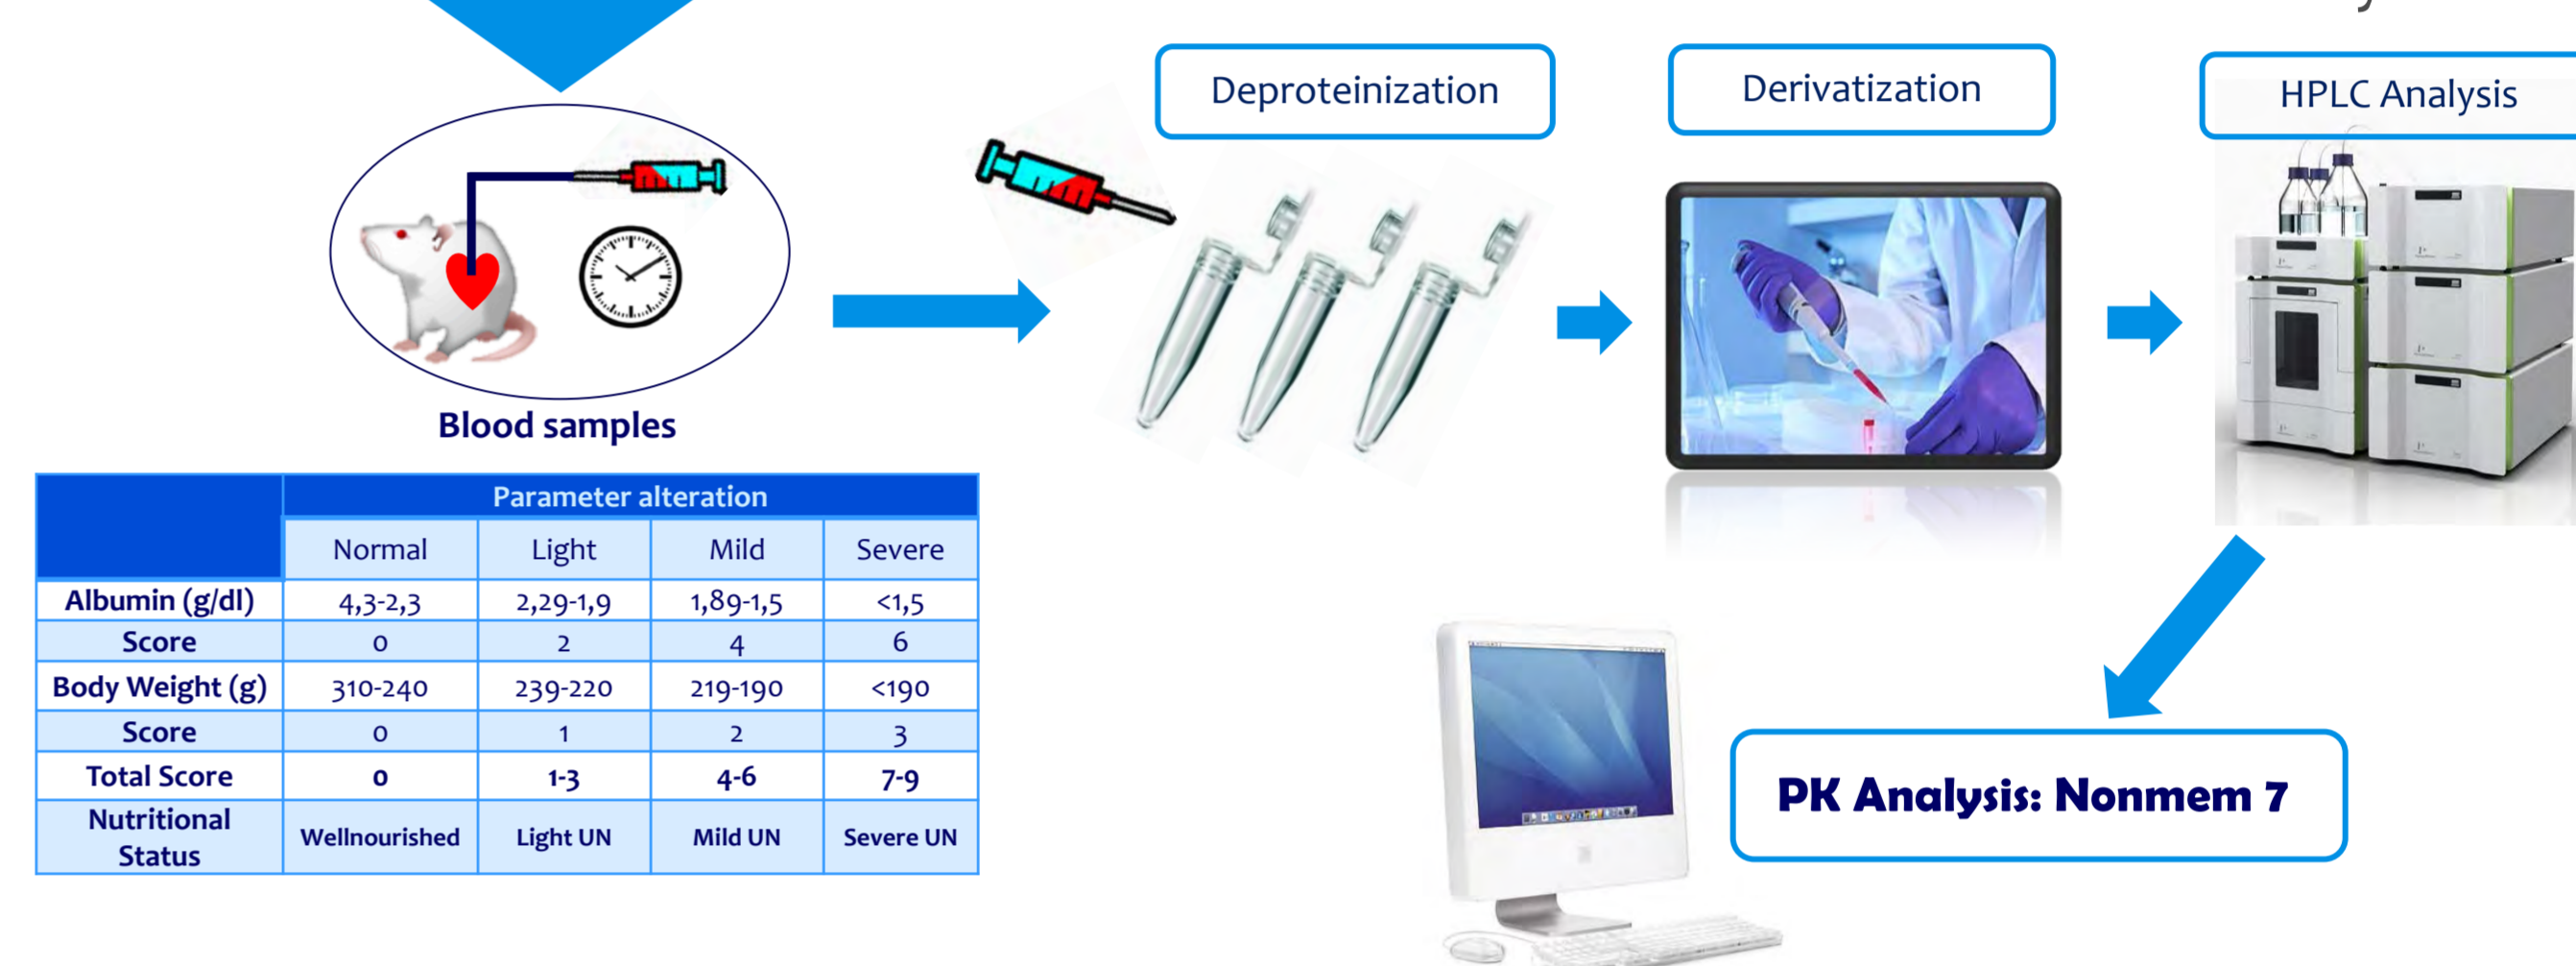 Deproteinization
Derivatization
HPLC Analysis
Blood samples
Parameter alteration
Normal Light Mild Severe
Albumin (g/dl) 4,3-2,3 2,29-1,9 1,89-1,5 <1,5
Score 0 2 4 6
Body Weight (g) 310-240 239-220 219-190 <190
Score 0 1 2 3
Total Score 0 1-3 4-6 7-9
Nutritional
Status Wellnourished Light UN Mild UN Severe UN
PK Analysis: Nonmem 7